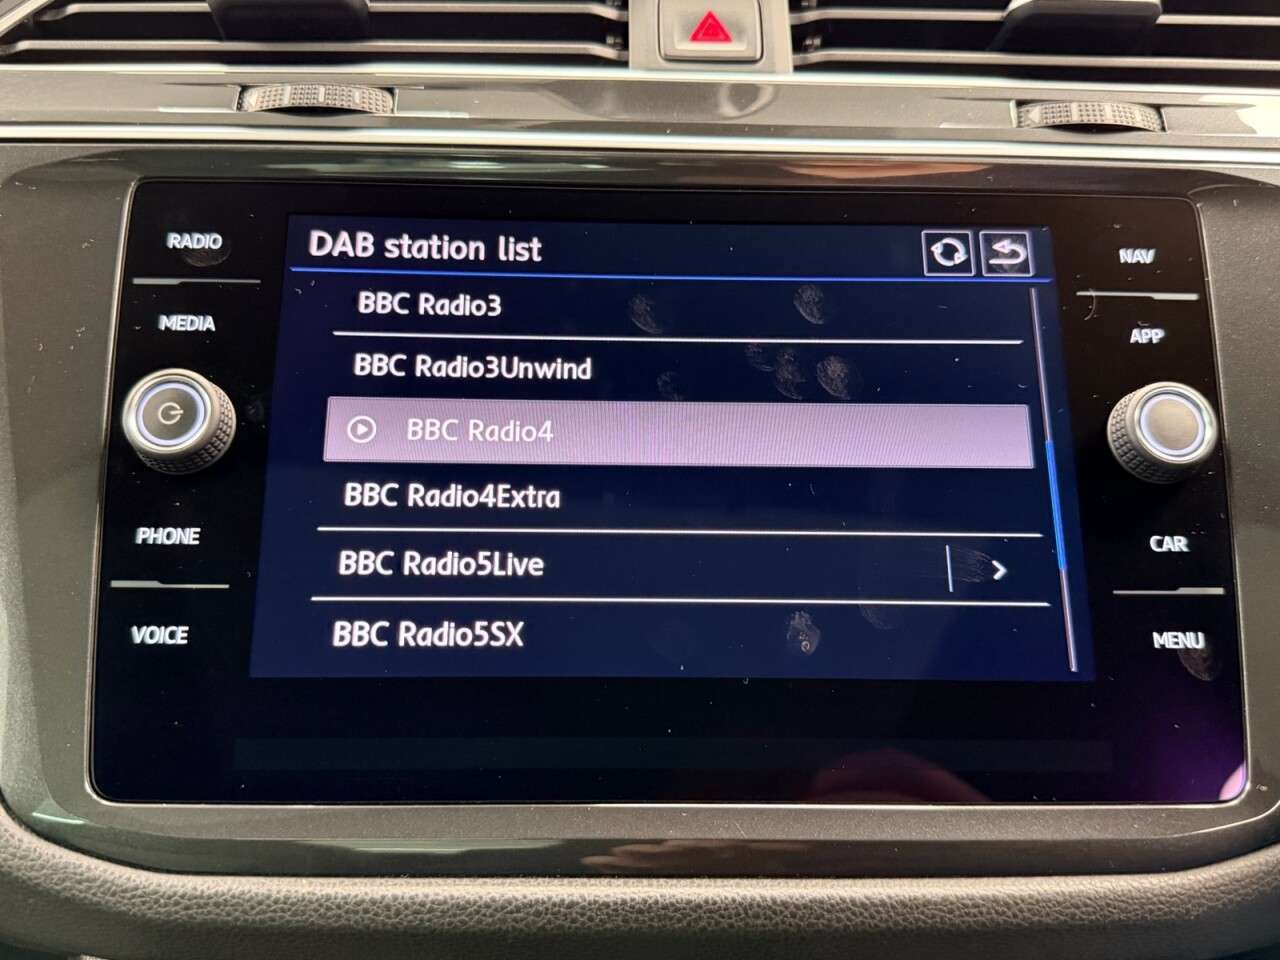 DAB station list
RADIO
MEDIA
PHONE
VOICE
BBC Radio3
BBC Radio3Unwind
BBC Radio4
BBC Radio4Extra
BBC Radio5Live
BBC Radio5SX
NAV
APP
CAR
MENU